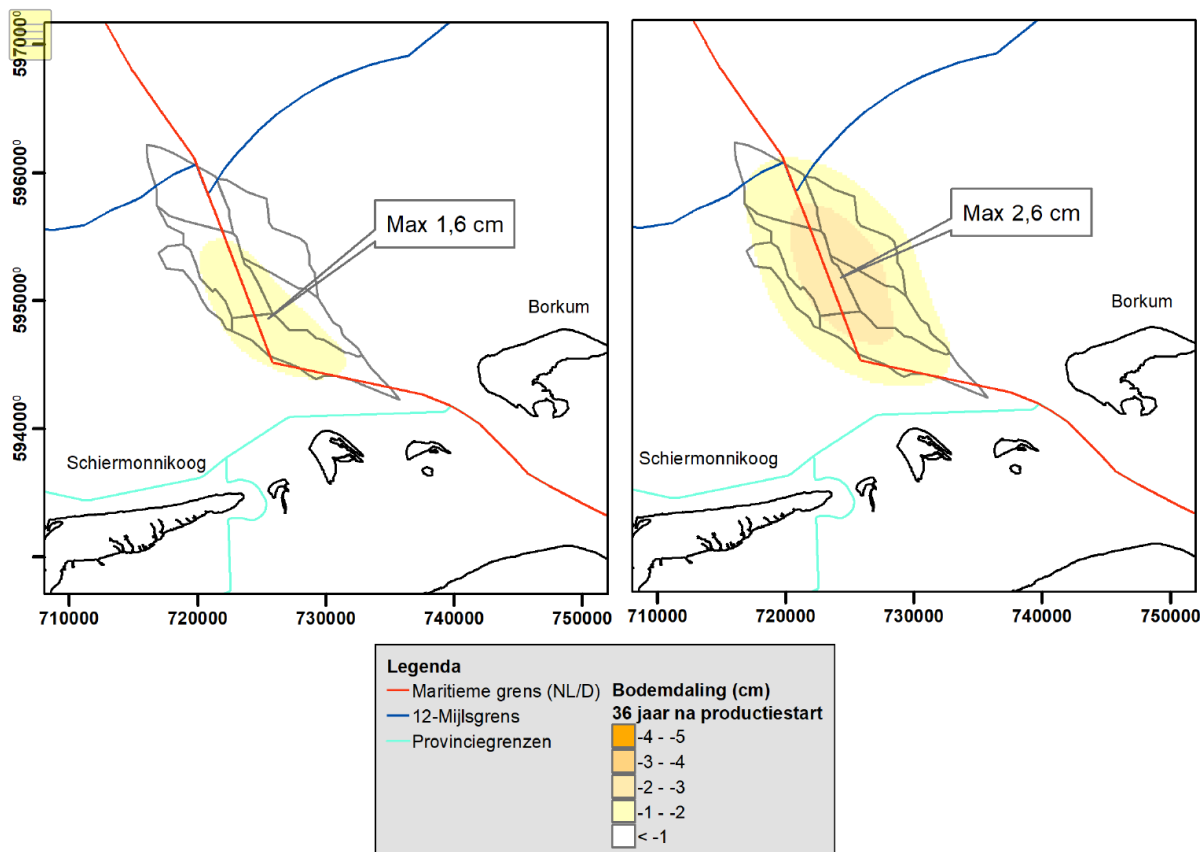 5970000
5960000
5950000
5940000
Max 1,6 cm
Borkum
Schiermonnikoog
710000 720000 730000 740000 750000
Max 2,6 cm
Borkum
Schiermonnikoog
710000 720000 730000 740000 750000
Legenda
Maritieme grens (NL/D)
12-Mijlsgrens
Provinciegrenzen
Bodemdaling (cm)
36 jaar na productiestart
-4 - -5
-3 - -4
-2 - -3
-1 - -2
< -1